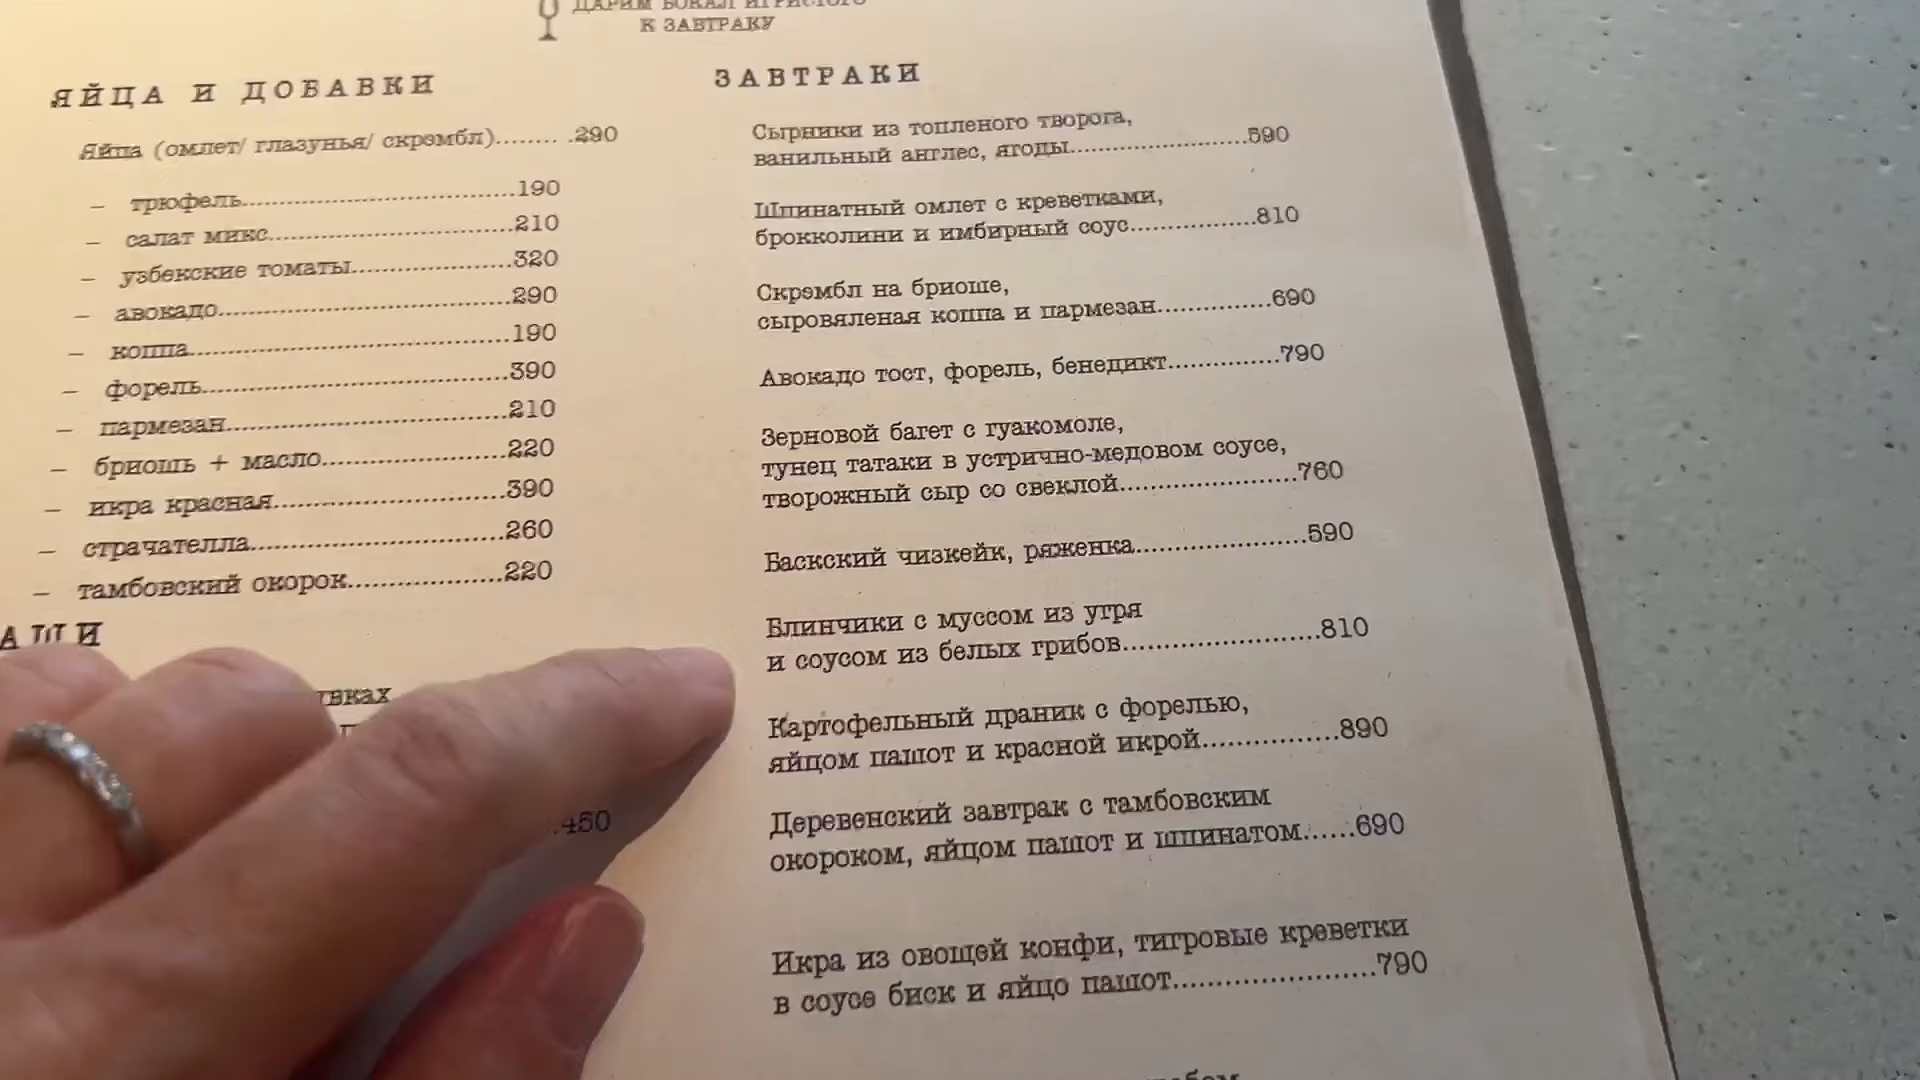 ДАРИМ БОКАЛ ИГРИСТОГО
К ЗАВТРАКУ
ЯЙЦА И ДОБАВКИ
Яйца (омлет/ глазунья/ скрэмбл)........ .290
– трюфель...............................190
– салат микс............................210
– узбекские томаты..................320
– авокадо.................................290
– коппа....................................190
– форель..................................390
– пармезан..............................210
– бриошь + масло.....................220
– икра красная.........................390
– страчателла............................260
– тамбовский окорок.................220
АШИ
450
ЗАВТРАКИ
Сырники из топленого творога,
ванильный англес, ягоды.........................590
Шпинатный омлет с креветками,
брокколини и имбирный соус..................810
Скрэмбл на бриоше,
сыровяленая коппа и пармезан................690
Авокадо тост, форель, бенедикт................790
Зерновой багет с гуакомоле,
тунец татаки в устрично-медовом соусе,
творожный сыр со свеклой.........................760
Баскский чизкейк, ряженка........................590
Блинчики с муссом из угря
и соусом из белых грибов...........................810
Картофельный драник с форелью,
яйцом пашот и красной икрой...................890
Деревенский завтрак с тамбовским
окороком, яйцом пашот и шпинатом......690
Икра из овощей конфи, тигровые креветки
в соусе биск и яйцо пашот..........................790